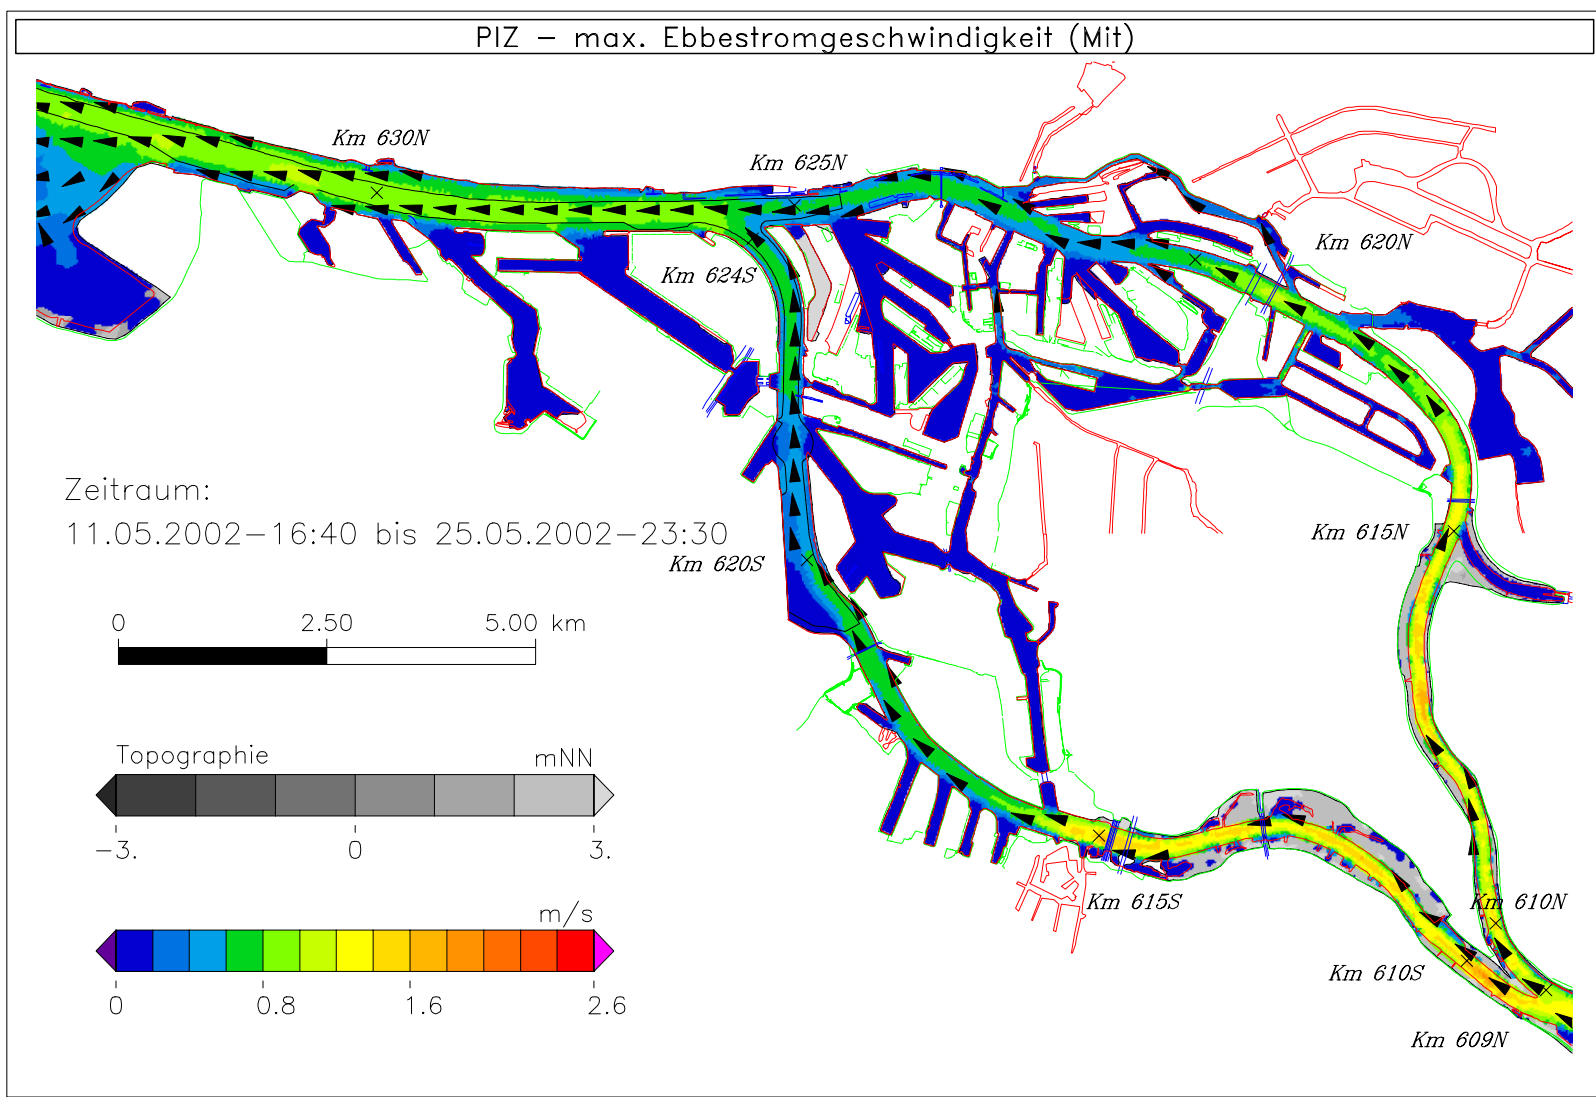 PIZ - max. Ebbestromgeschwindigkeit (Mit)
Km 630N
Km 625N
Km 620N
Km 624S
Zeitraum:
11.05.2002-16:40 bis 25.05.2002-23:30
Km 615N
Km 620S
0 2.50 5.00 km
Topographie mNN
-3. 0 3.
Km 615S
Km 610N
m/s
Km 610S
0 0.8 1.6 2.6
Km 609N